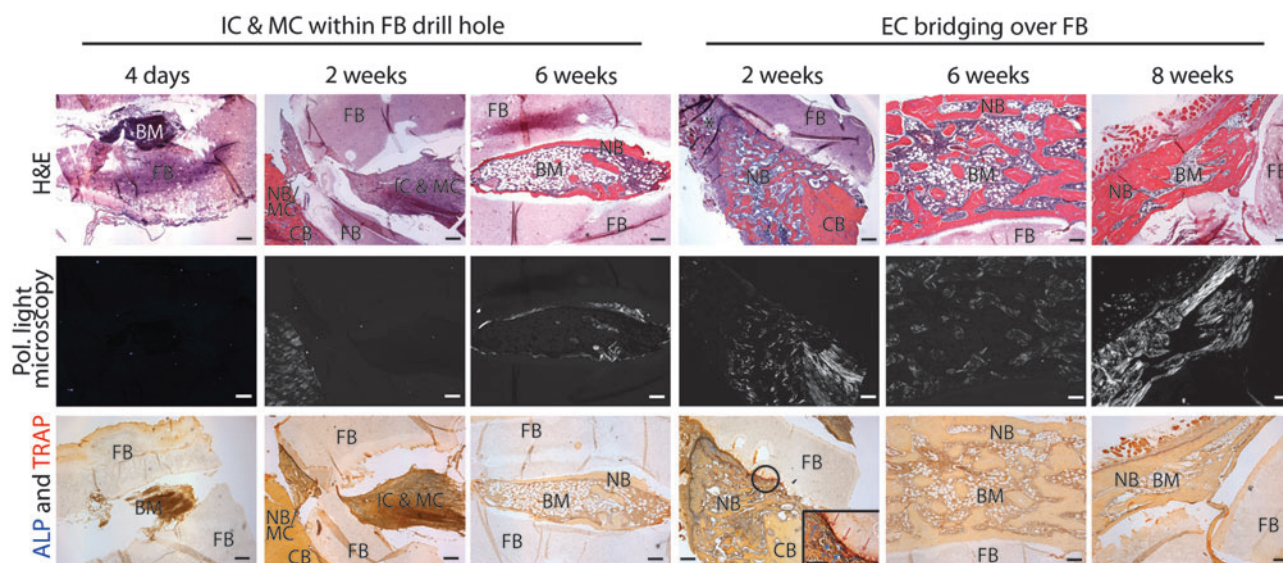 IC & MC within FB drill hole
EC bridging over FB
4 days
2 weeks
6 weeks
2 weeks
6 weeks
8 weeks
H&E
BM
FB
FB
NB/
MC
CB
FB
IC & MC
FB
NB
BM
FB
*
FB
NB
CB
NB
BM
FB
NB
BM
FB
Pol. light
microscopy
ALP and TRAP
FB
BM
FB
FB
NB/
MC
CB
FB
IC & MC
FB
NB
BM
FB
FB
NB
CB
NB
BM
FB
NB
BM
FB